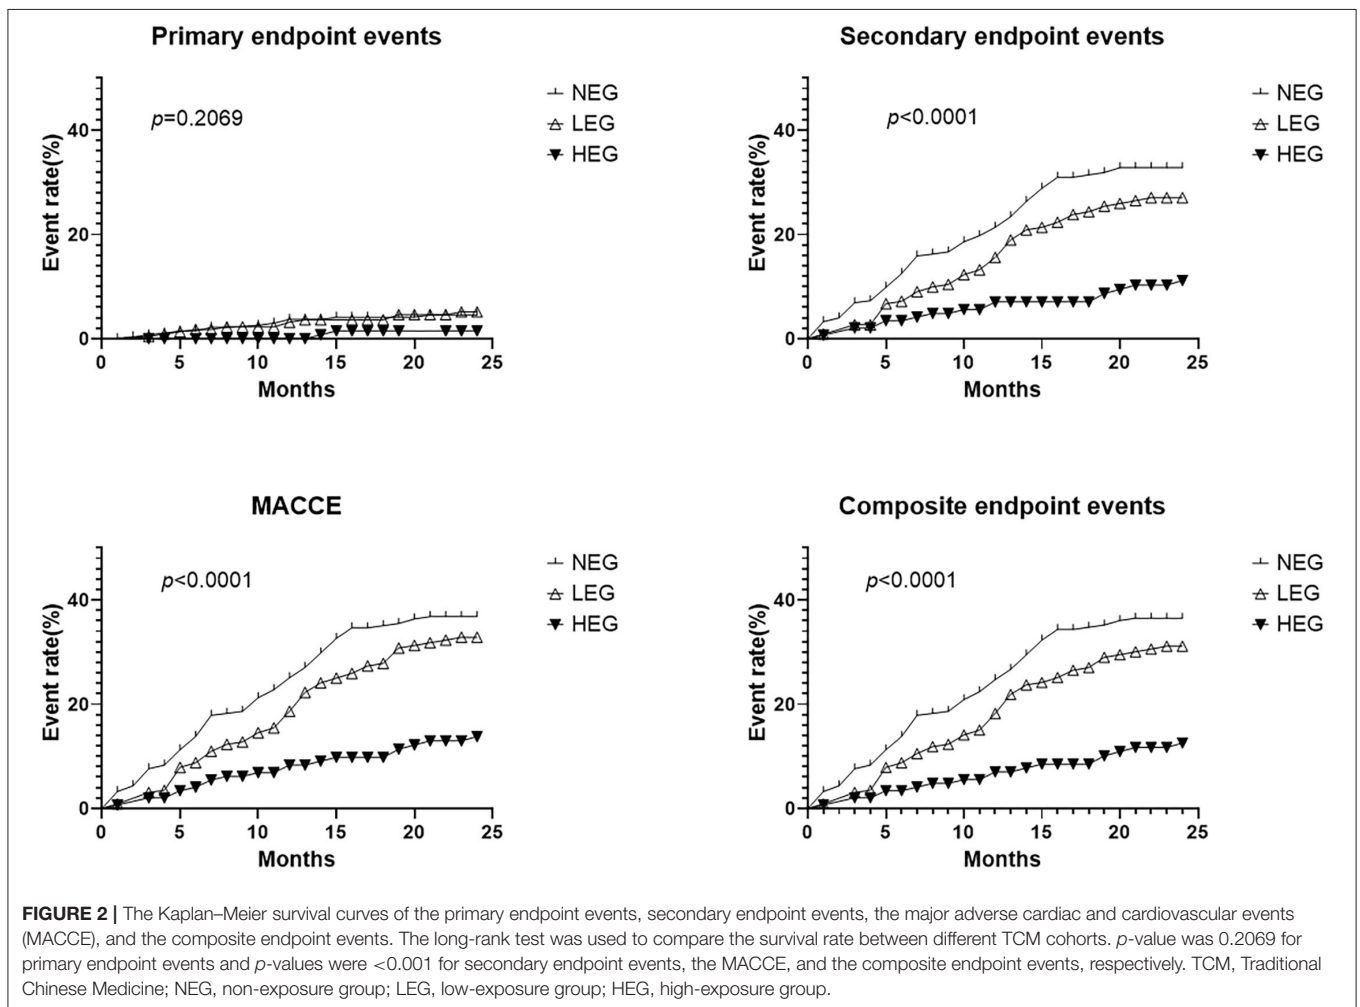 Primary endpoint events
p=0.2069
NEG
LEG
HEG
Event rate(%)
40
20
0
0 5 10 15 20 25
Months
Secondary endpoint events
p<0.0001
NEG
LEG
HEG
Event rate(%)
40
20
0
0 5 10 15 20 25
Months
MACCE
p<0.0001
NEG
LEG
HEG
Event rate(%)
40
20
0
0 5 10 15 20 25
Months
Composite endpoint events
p<0.0001
NEG
LEG
HEG
Event rate(%)
40
20
0
0 5 10 15 20 25
Months
FIGURE 2 | The Kaplan–Meier survival curves of the primary endpoint events, secondary endpoint events, the major adverse cardiac and cardiovascular events
(MACCE), and the composite endpoint events. The long-rank test was used to compare the survival rate between different TCM cohorts. p-value was 0.2069 for
primary endpoint events and p-values were <0.001 for secondary endpoint events, the MACCE, and the composite endpoint events, respectively. TCM, Traditional
Chinese Medicine; NEG, non-exposure group; LEG, low-exposure group; HEG, high-exposure group.